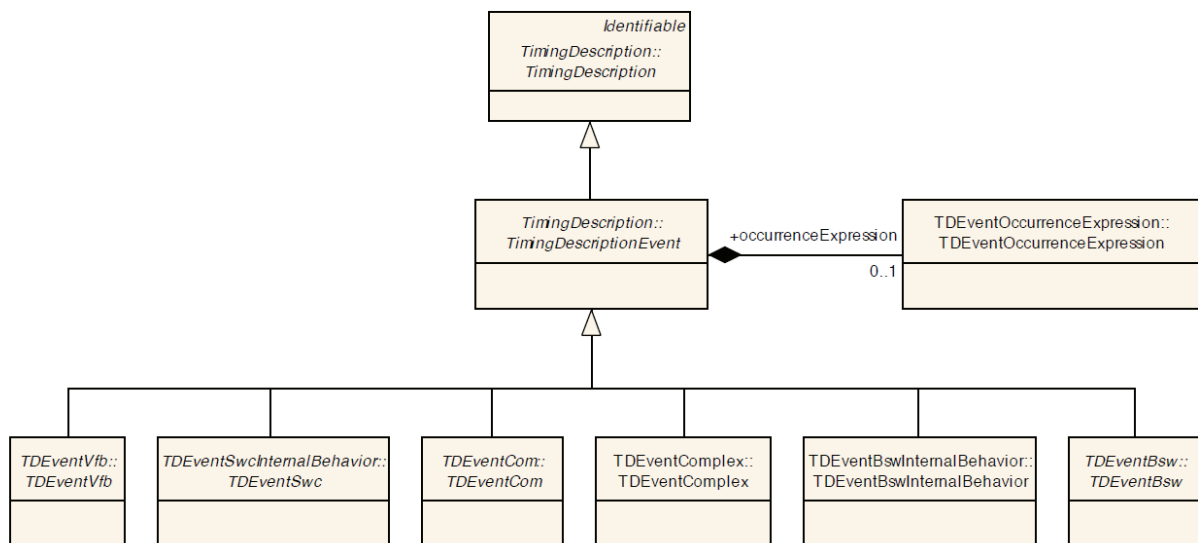 Identifiable
TimingDescription::
TimingDescription
TimingDescription::
TimingDescriptionEvent
+occurrenceExpression
0..1
TDEventOccurrenceExpression::
TDEventOccurrenceExpression
TDEventVfb::
TDEventVfb
TDEventSwcInternalBehavior::
TDEventSwc
TDEventCom::
TDEventCom
TDEventComplex::
TDEventComplex
TDEventBswInternalBehavior::
TDEventBswInternalBehavior
TDEventBsw::
TDEventBsw